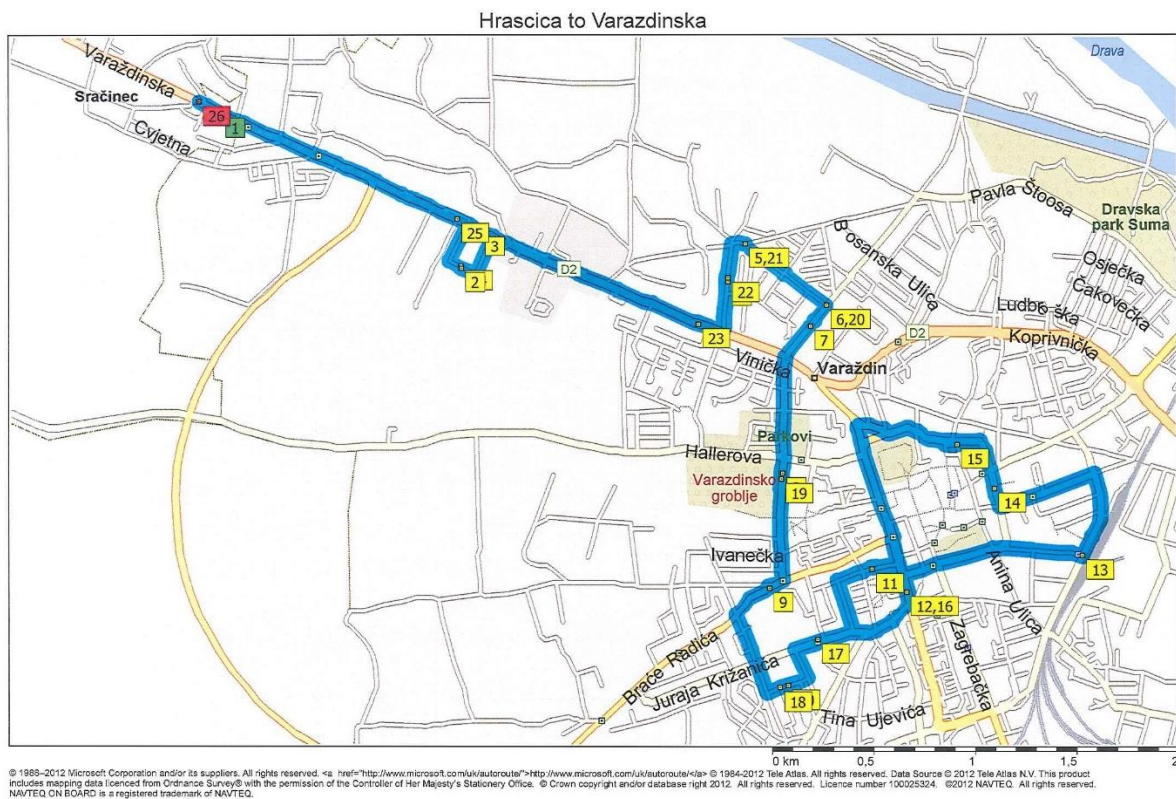 Hrascica to Varazdinska
Drava
Varaždinska
Sračinec
26
1
Cvjetna
Pavla Štoosa
Dravska
park Suma
Bosanska Ulica
25
3
2
D2
5,21
22
6,20
7
23
Osječka
Čakovečka
Ludbreška
D2
Koprivnička
Vinička
Varaždin
Parkovi
Hallerova
15
Varazdinsko
groblje
19
14
Ivanečka
13
11
9
12,16
Anina Ulica
Zagrebačka
17
Braće Radića
Juraja Križanića
18
Tina Ujevića
0 km
0,5
1
1,5
© 1988–2012 Microsoft Corporation and/or its suppliers. All rights reserved. <a href="http://www.microsoft.com/uk/autoroute/">http://www.microsoft.com/uk/autoroute/</a> © 1984-2012 Tele Atlas. All rights reserved. Data Source © 2012 Tele Atlas N.V. This product
includes mapping data licenced from Ordnance Survey® with the permission of the Controller of Her Majesty's Stationery Office. © Crown copyright and/or database right 2012. All rights reserved. Licence number 100025324. ©2012 NAVTEQ. All rights reserved.
NAVTEQ ON BOARD is a registered trademark of NAVTEQ.